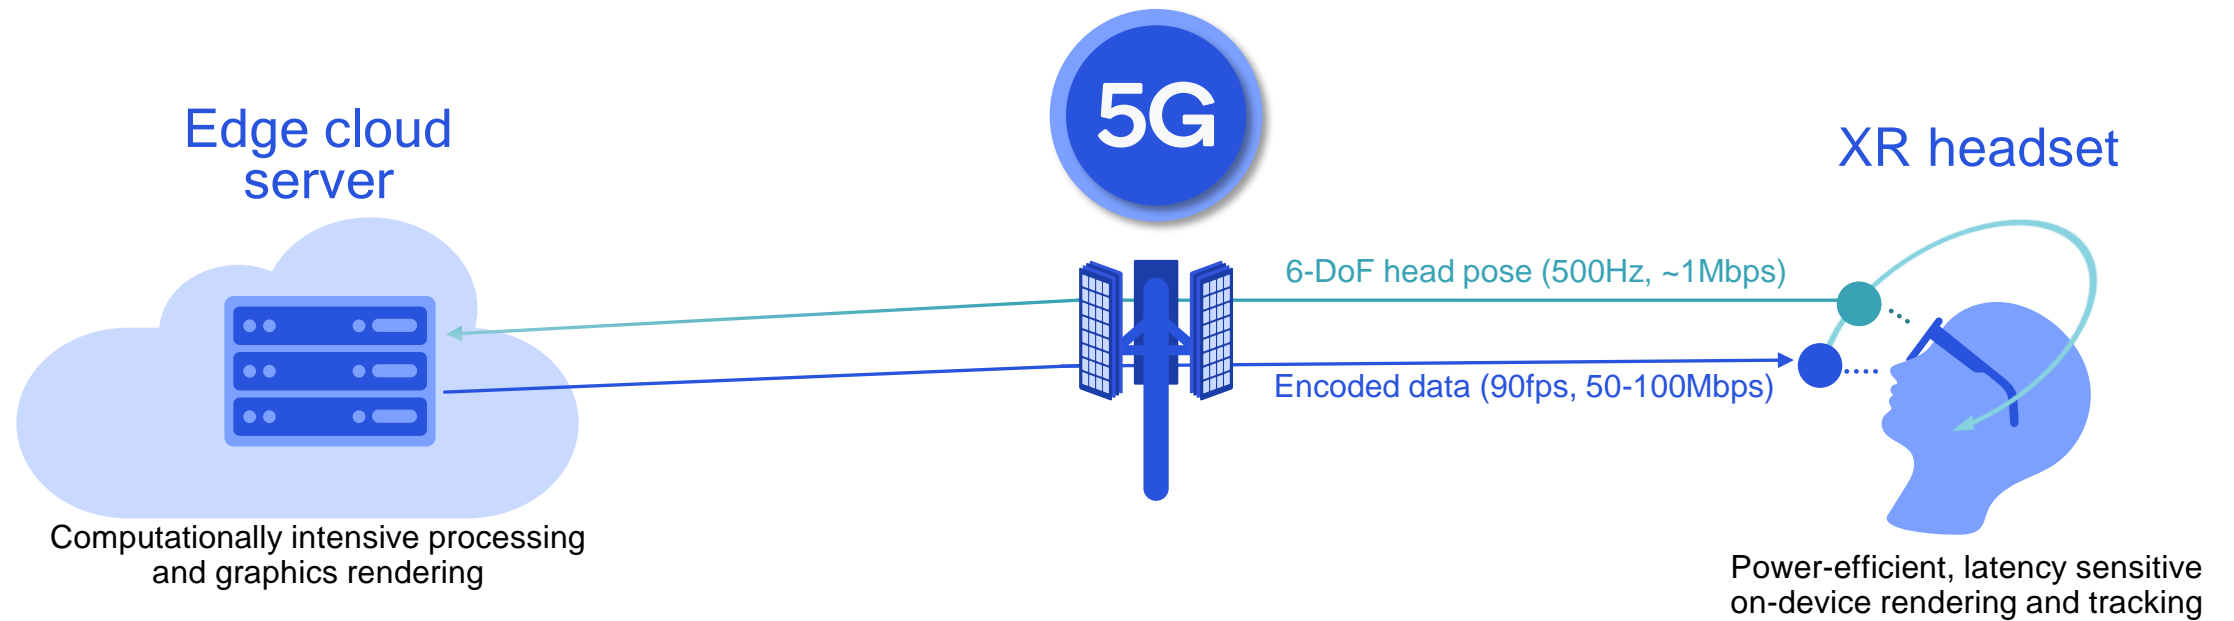 5G
Edge cloud
server
XR headset
6-DoF head pose (500Hz, ~1Mbps)
Encoded data (90fps, 50-100Mbps)
Computationally intensive processing
and graphics rendering
Power-efficient, latency sensitive
on-device rendering and tracking